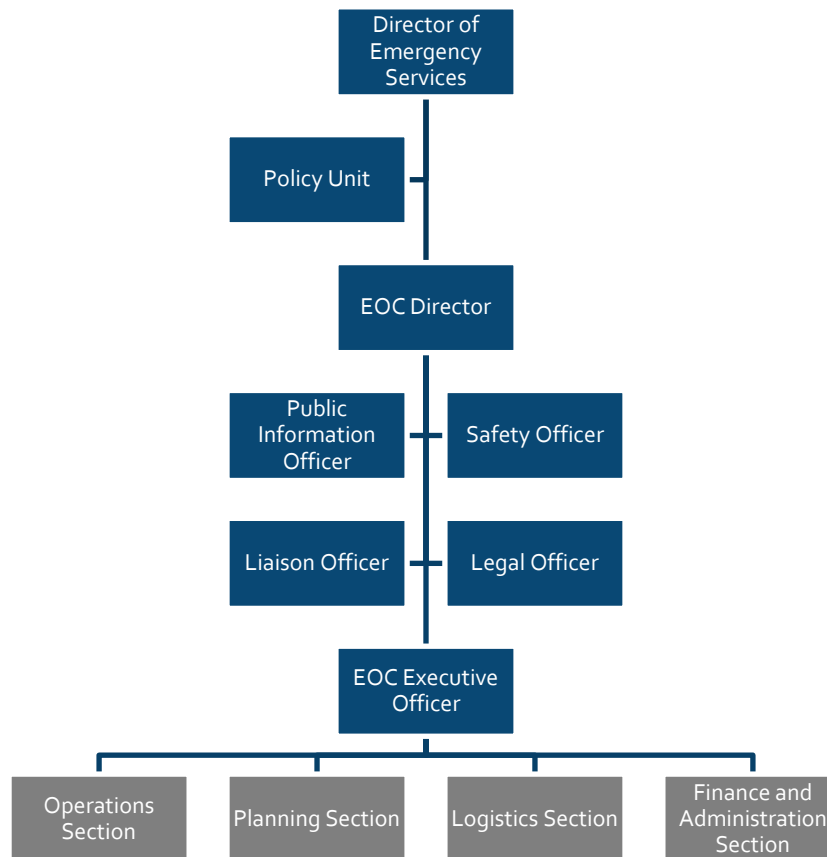 Director of
Emergency
Services
Policy Unit
EOC Director
Public
Information
Officer
Safety Officer
Liaison Officer
Legal Officer
EOC Executive
Officer
Operations
Section
Planning Section
Logistics Section
Finance and
Administration
Section